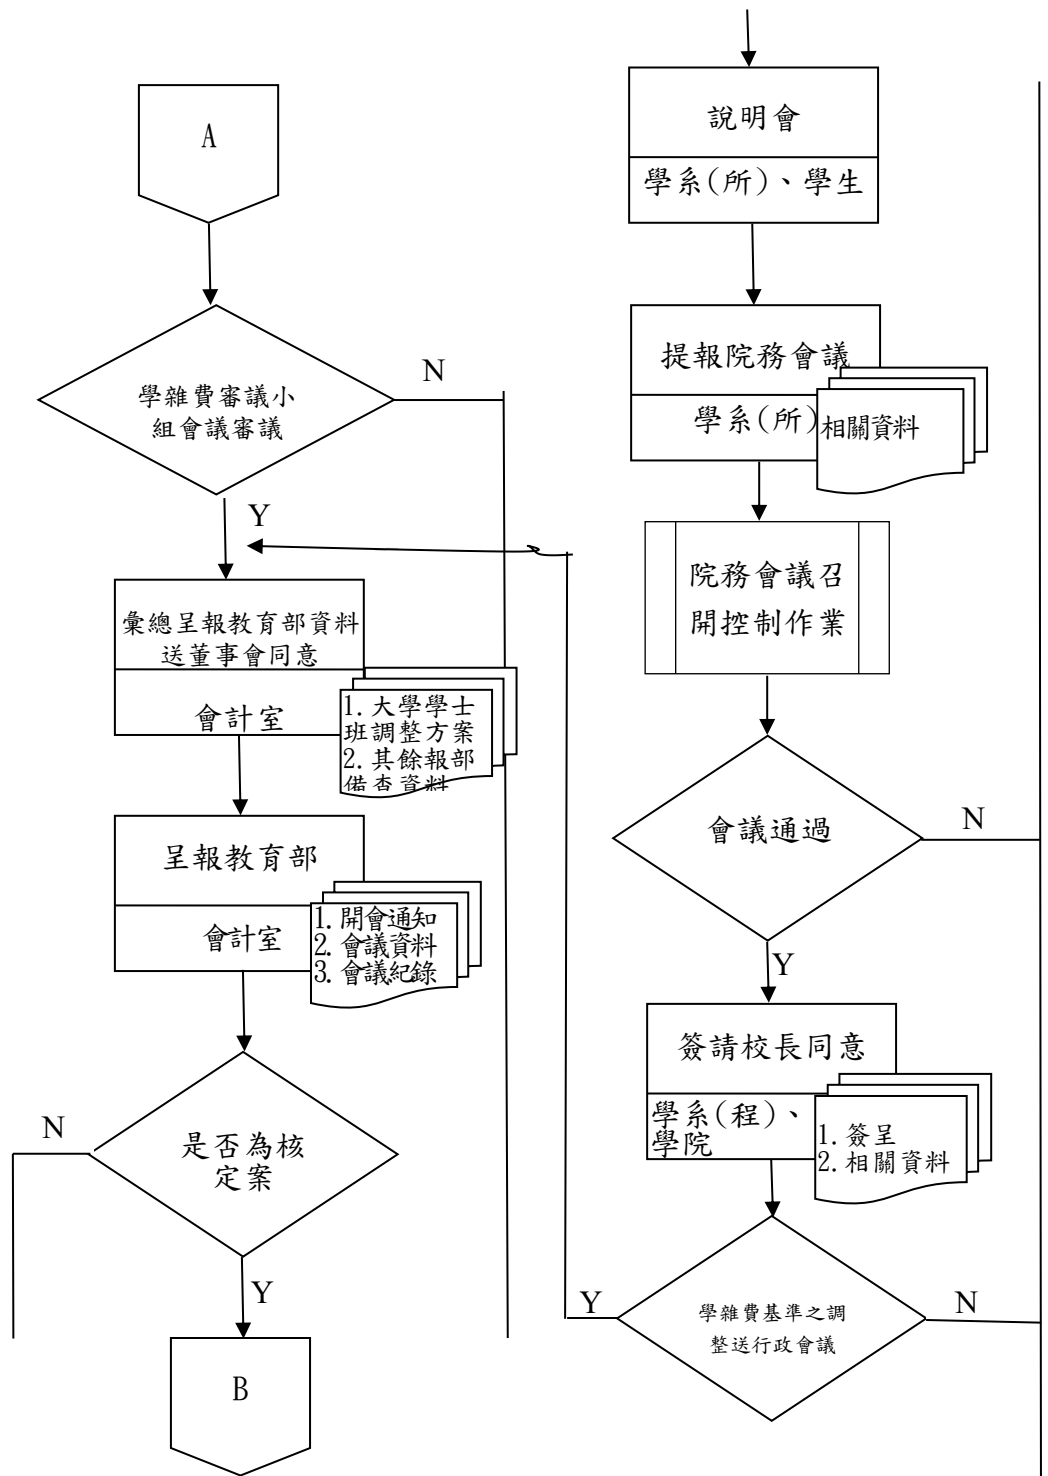 A
學雜費審議小
組會議審議
N
Y
彙總呈報教育部資料
送董事會同意
會計室
1.大學學士
班調整方案
2.其餘報部
備查資料
呈報教育部
會計室
1.開會通知
2.會議資料
3.會議紀錄
N
是否為核
定案
Y
B
說明會
學系(所)、學生
提報院務會議
學系(所)
相關資料
院務會議召
開控制作業
會議通過
N
Y
簽請校長同意
學系(程)、
學院
1.簽呈
2.相關資料
Y
學雜費基準之調
整送行政會議
N